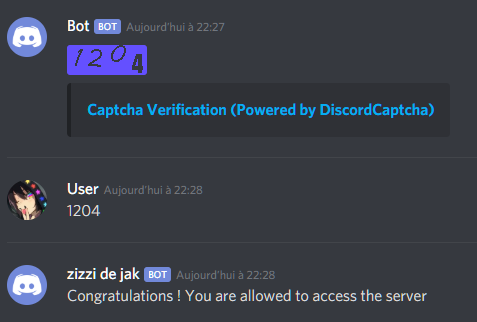 Bot BOT Aujourd'hui à 22:27
1204
Captcha Verification (Powered by DiscordCaptcha)
User Aujourd'hui à 22:28
1204
zizzi de jak BOT Aujourd'hui à 22:28
Congratulations ! You are allowed to access the server